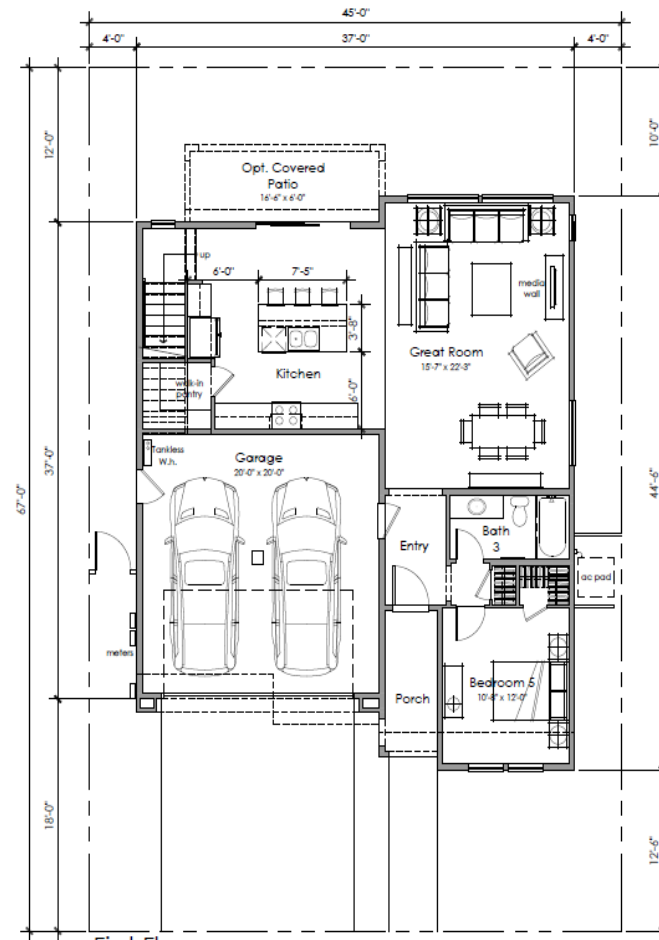 45'-0"
4'-0"
37'-0"
4'-0"
12'-0"
10'-0"
Opt. Covered
Patio
16'-6" x 6'-0"
up
6'-0"
7'-5"
media
wall
3'-8"
Great Room
15'-7" x 22'-3"
Kitchen
walk-in
pantry
6'-0"
Tankless
W.h.
Garage
20'-0" x 20'-0"
37'-0"
67'-0"
44'-6"
Entry
Bath
3
ac pad
meters
Porch
Bedroom 5
10'-8" x 12'-0"
18'-0"
12'-6"